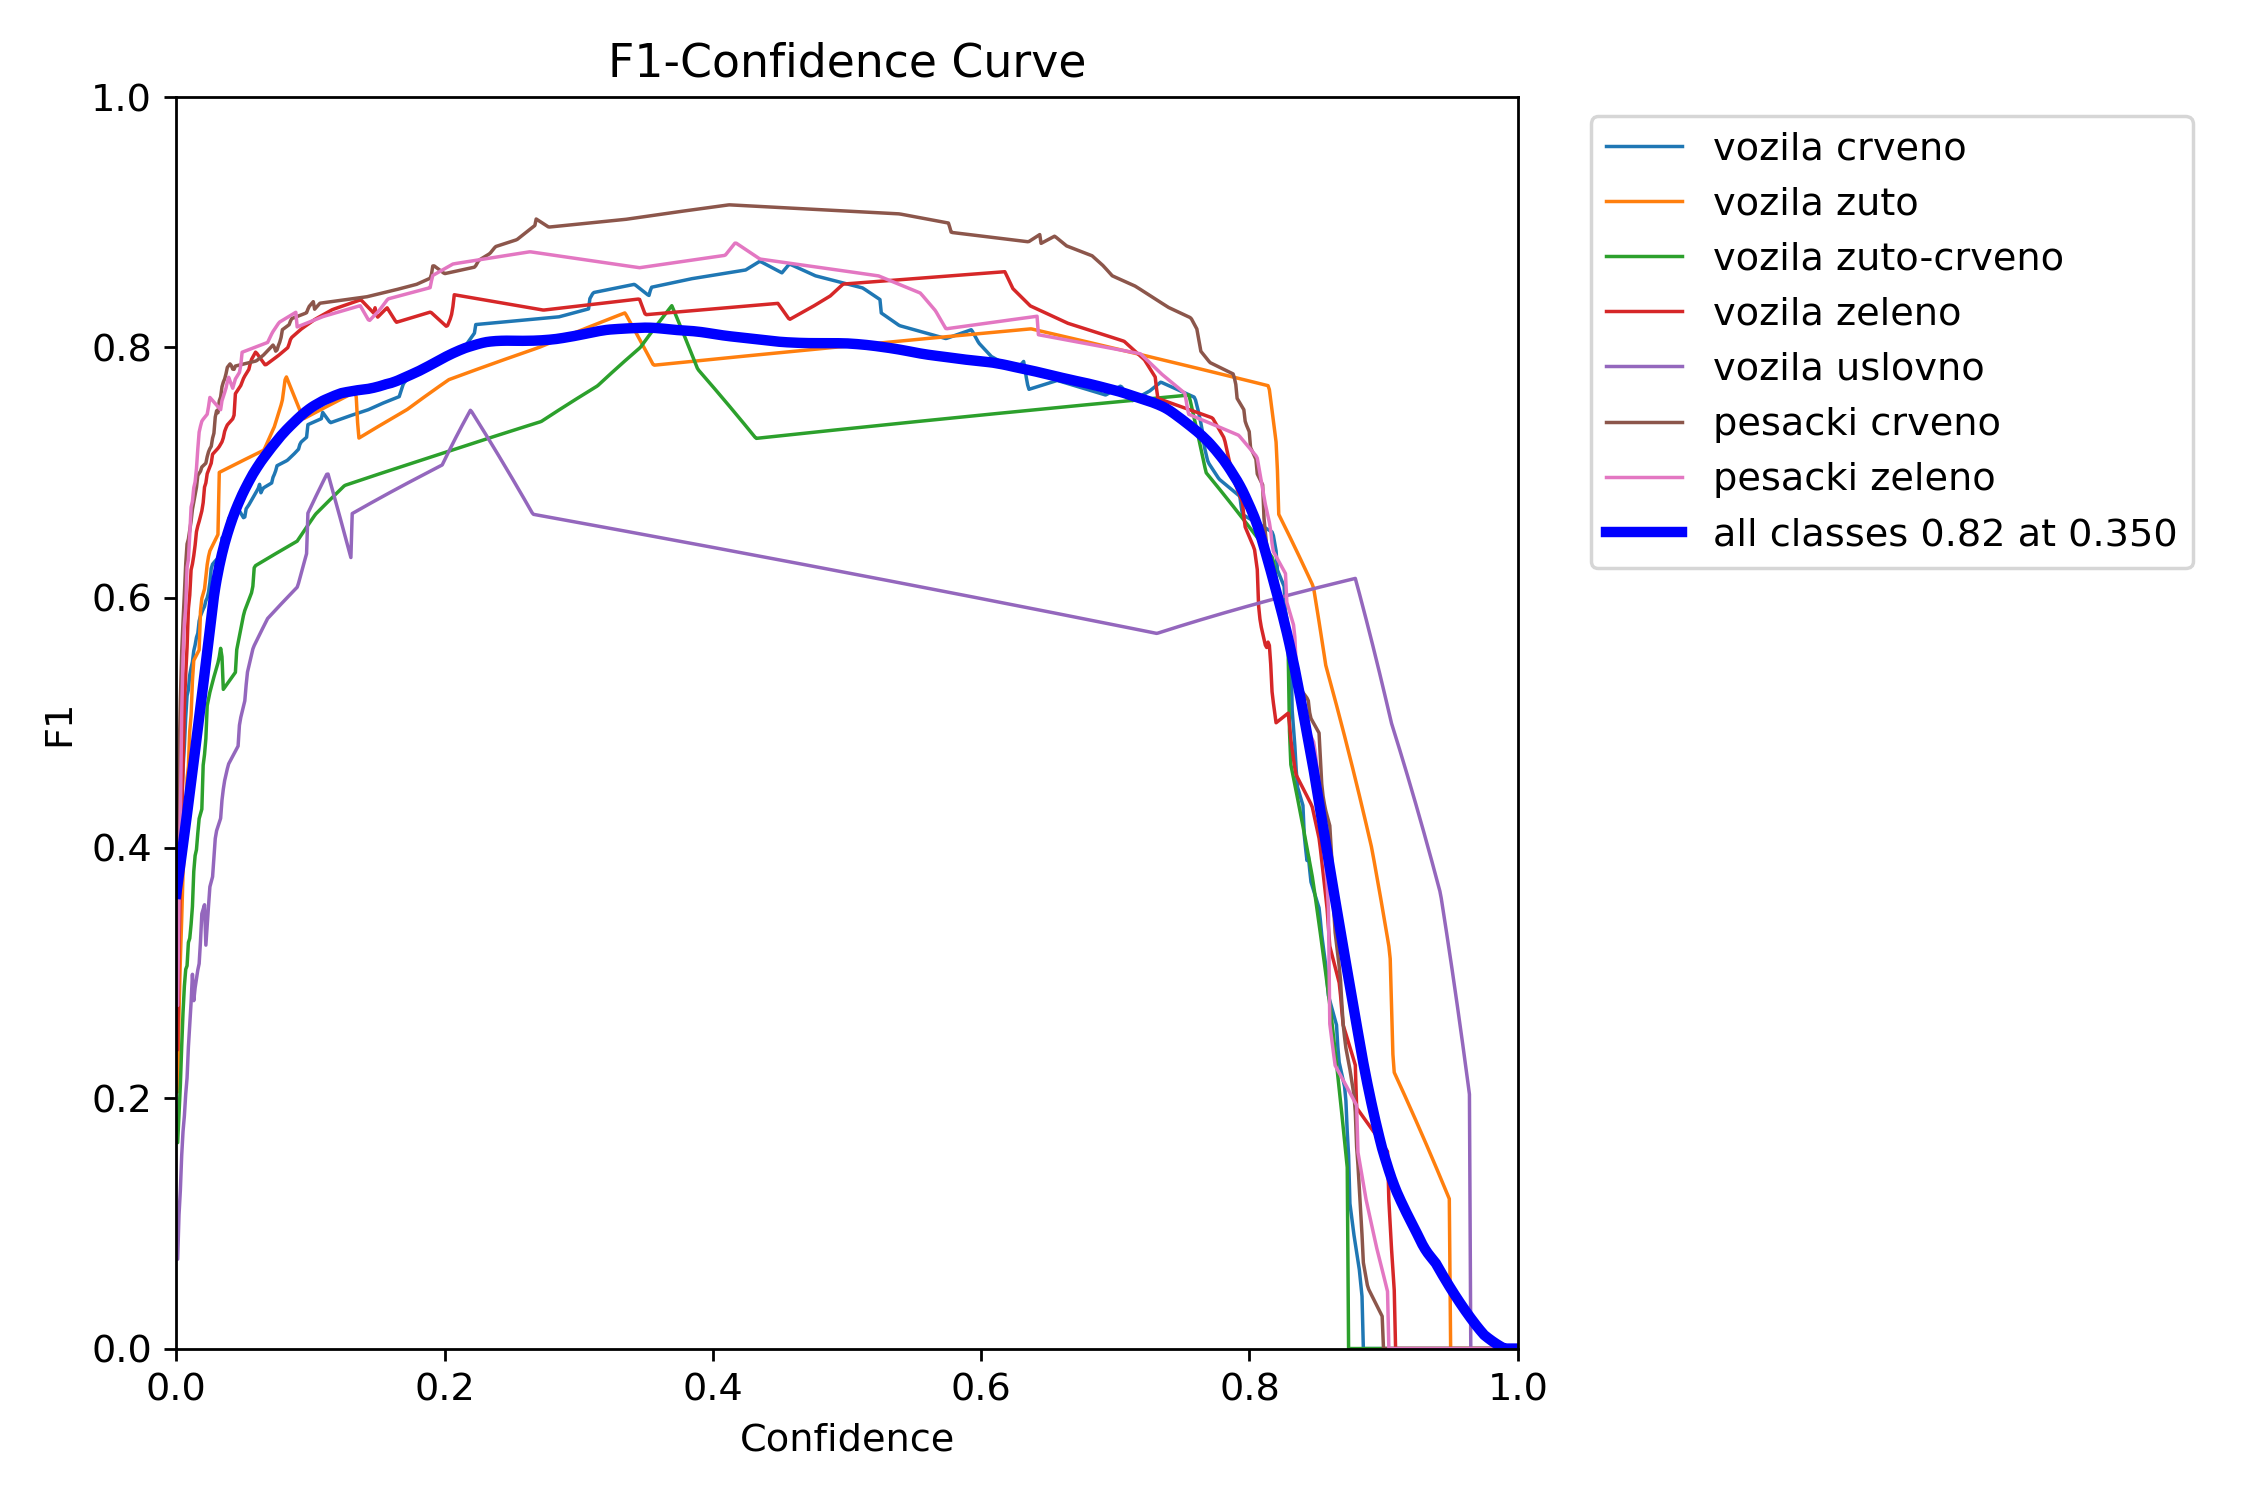 F1-Confidence Curve
1.0
0.8
0.6
0.4
0.2
0.0
F1
0.0 0.2 0.4 0.6 0.8 1.0
Confidence
vozila crveno
vozila zuto
vozila zuto-crveno
vozila zeleno
vozila uslovno
pesacki crveno
pesacki zeleno
all classes 0.82 at 0.350